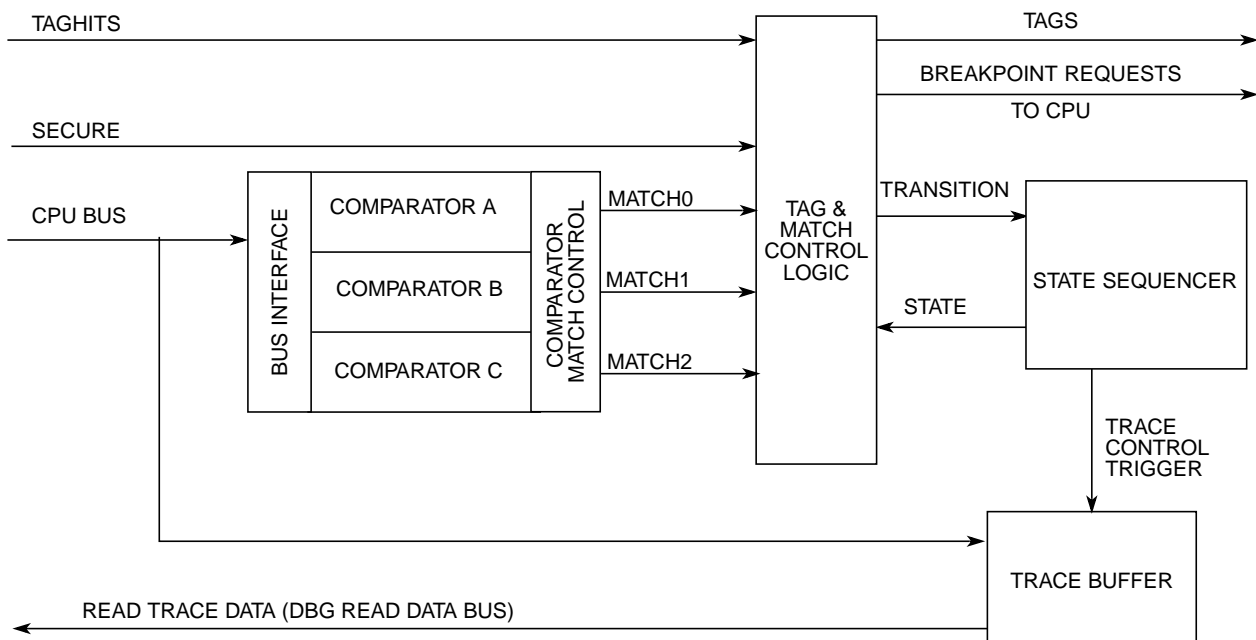 TAGHITS
TAGS
BREAKPOINT REQUESTS
TO CPU
SECURE
CPU BUS
BUS INTERFACE
COMPARATOR A
COMPARATOR B
COMPARATOR C
COMPARATOR
MATCH CONTROL
MATCH0
MATCH1
MATCH2
TAG &
MATCH
CONTROL
LOGIC
TRANSITION
STATE
STATE SEQUENCER
TRACE
CONTROL
TRIGGER
TRACE BUFFER
READ TRACE DATA (DBG READ DATA BUS)